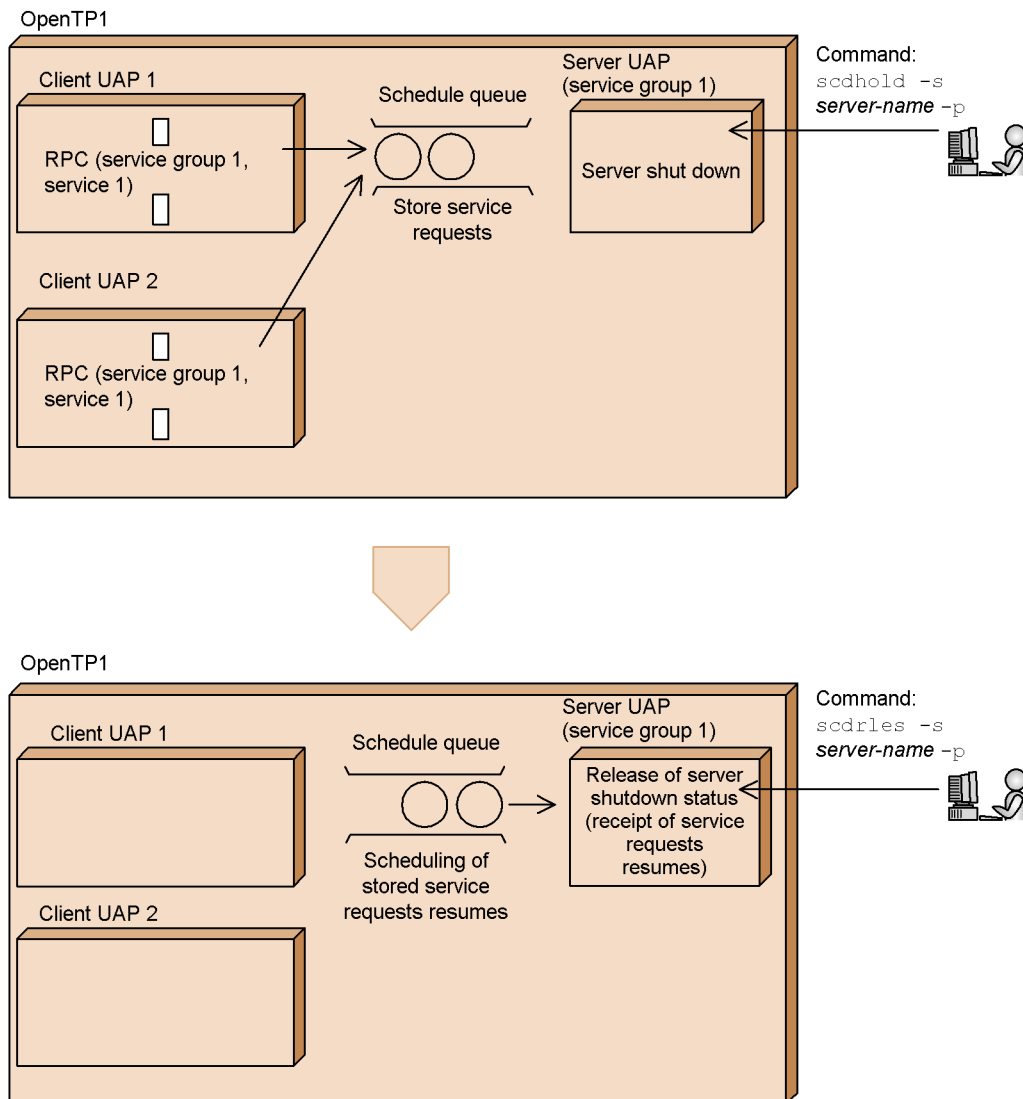 OpenTP1
Client UAP 1
RPC (service group 1,
service 1)
Schedule queue
Store service
requests
Server UAP
(service group 1)
Server shut down
Command:
scdhold -s
server-name -p
Client UAP 2
RPC (service group 1,
service 1)
OpenTP1
Client UAP 1
Schedule queue
Scheduling of
stored service
requests resumes
Server UAP
(service group 1)
Release of server
shutdown status
(receipt of service
requests
resumes)
Command:
scdrles -s
server-name -p
Client UAP 2